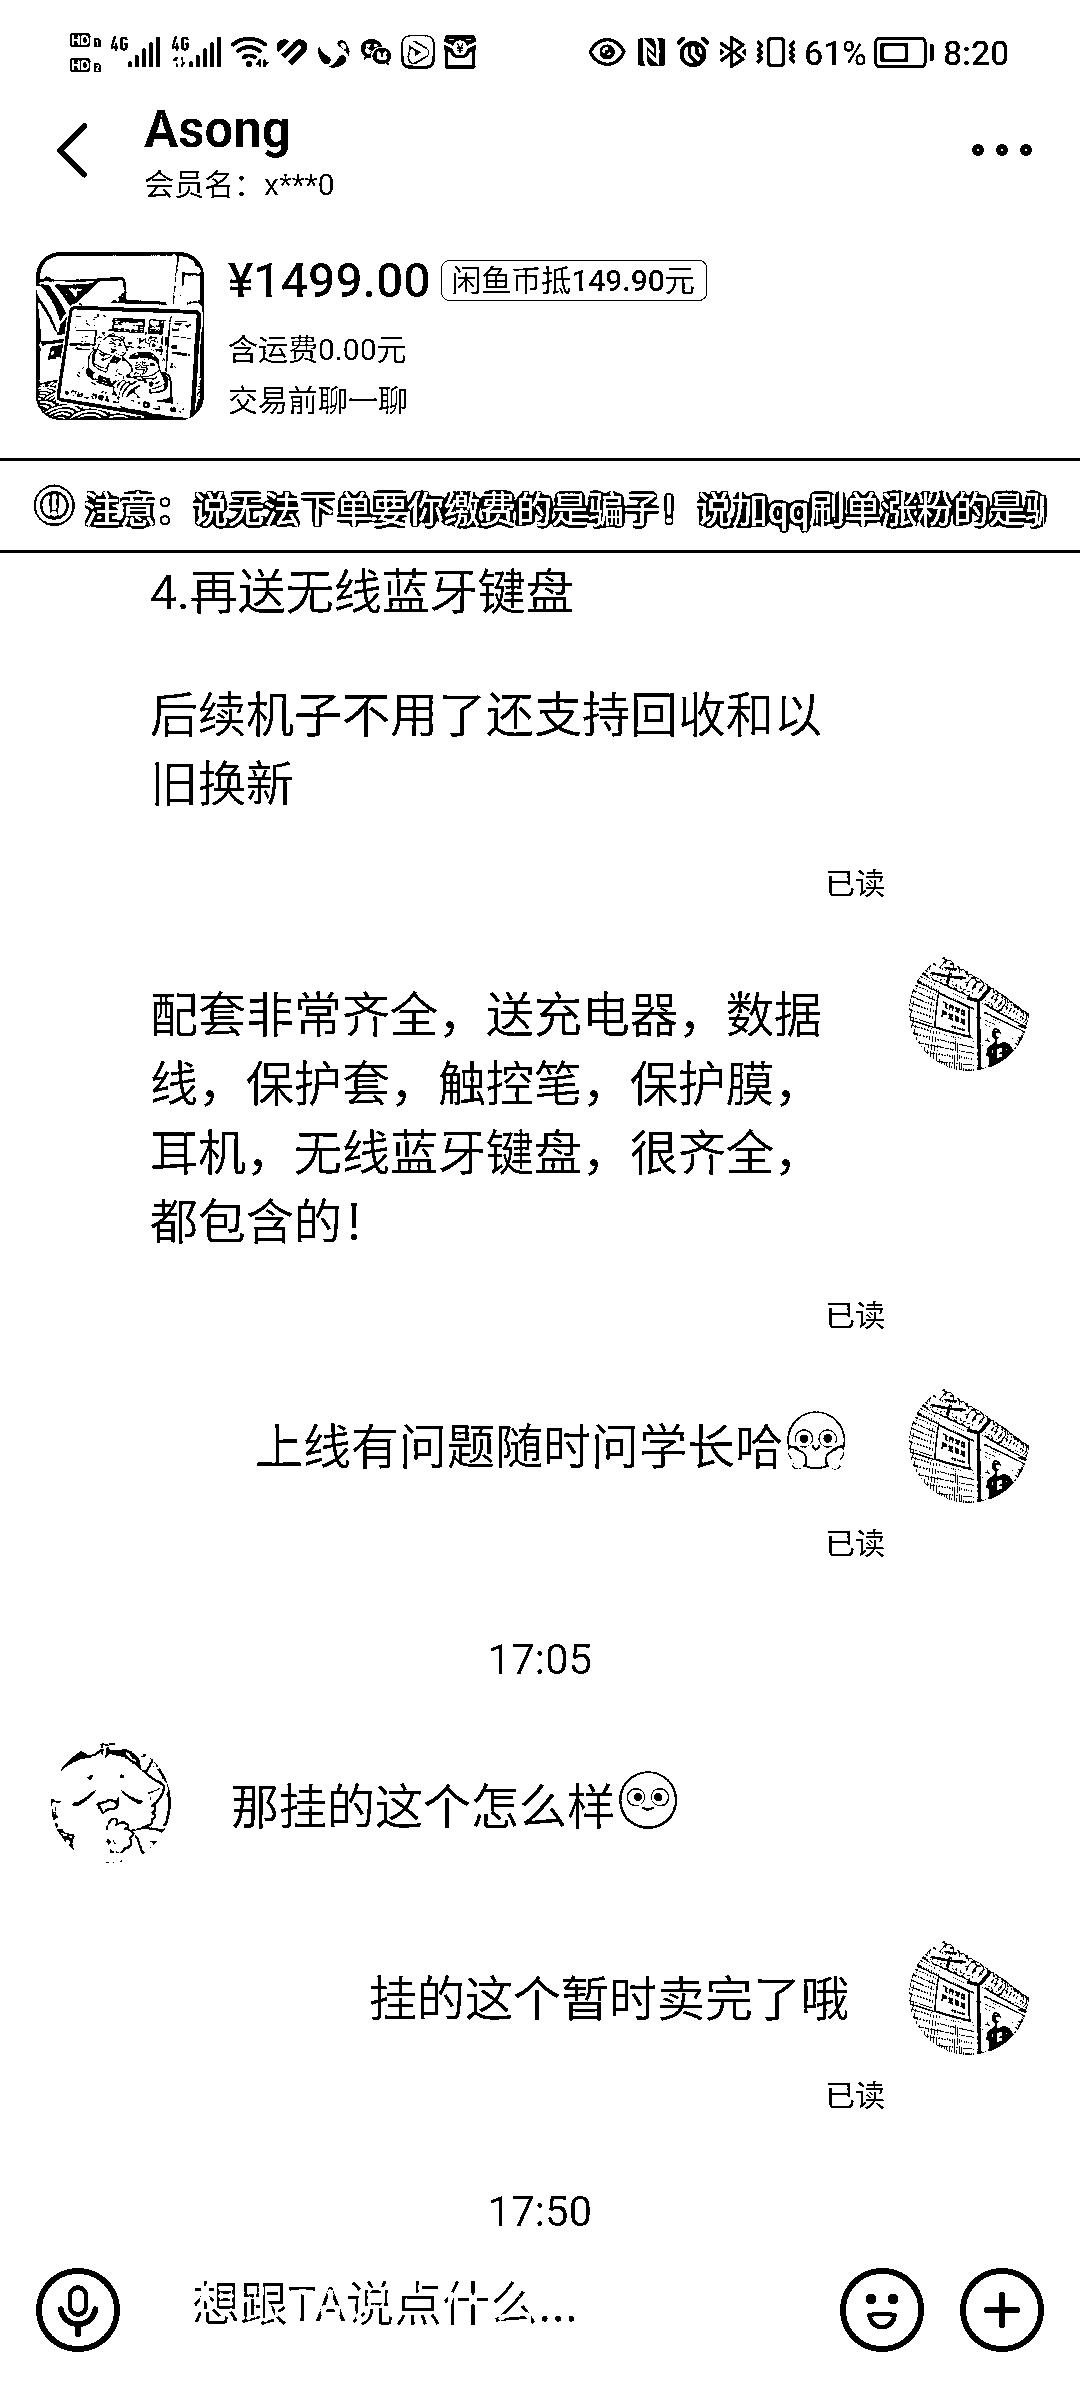 HD 1 4G 4G 61% 8:20
HD 2
Asong
会员名：x***0
¥1499.00 闲鱼币抵149.90元
含运费0.00元
交易前聊一聊
注意：说无法下单要你缴费的是骗子！说加qq刷单涨粉的是骗
4.再送无线蓝牙键盘
后续机子不用了还支持回收和以
旧换新
已读
配套非常齐全，送充电器，数据
线，保护套，触控笔，保护膜，
耳机，无线蓝牙键盘，很齐全，
都包含的！
已读
上线有问题随时问学长哈
已读
17:05
那挂的这个怎么样
挂的这个暂时卖完了哦
已读
17:50
想跟TA说点什么...